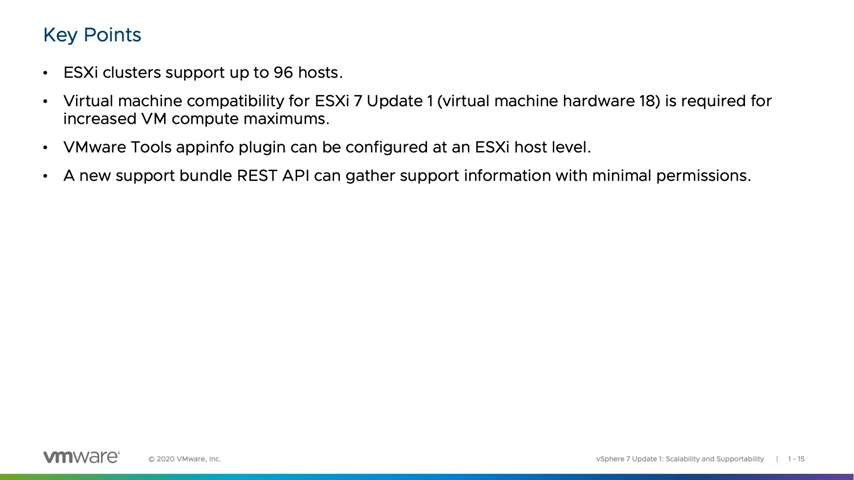 Key Points
• ESXi clusters support up to 96 hosts.
• Virtual machine compatibility for ESXi 7 Update 1 (virtual machine hardware 18) is required for
increased VM compute maximums.
• VMware Tools appinfo plugin can be configured at an ESXi host level.
• A new support bundle REST API can gather support information with minimal permissions.
vmware © 2020 VMware, Inc. vSphere 7 Update 1: Scalability and Supportability | 1 - 15